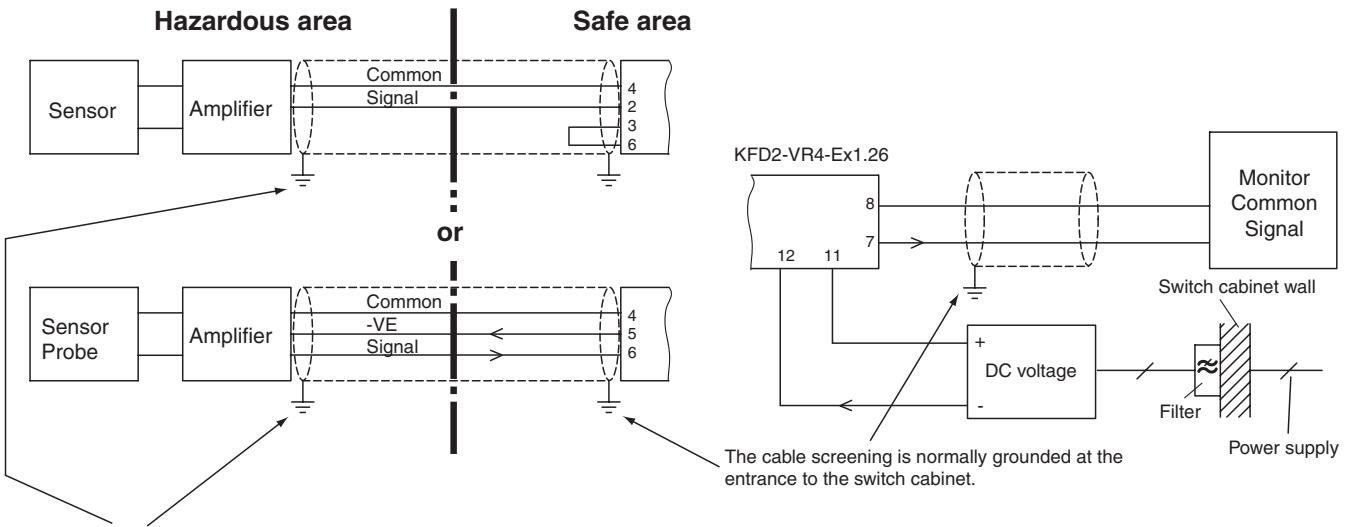 Hazardous area
Safe area
Sensor
Amplifier
Common
Signal
4
2
3
6
or
Sensor
Probe
Amplifier
Common
-VE
Signal
4
5
6
KFD2-VR4-Ex1.26
8
7
12 11
Monitor
Common
Signal
Switch cabinet wall
+
DC voltage
-
Filter
Power supply
The cable screening is normally grounded at the
entrance to the switch cabinet.